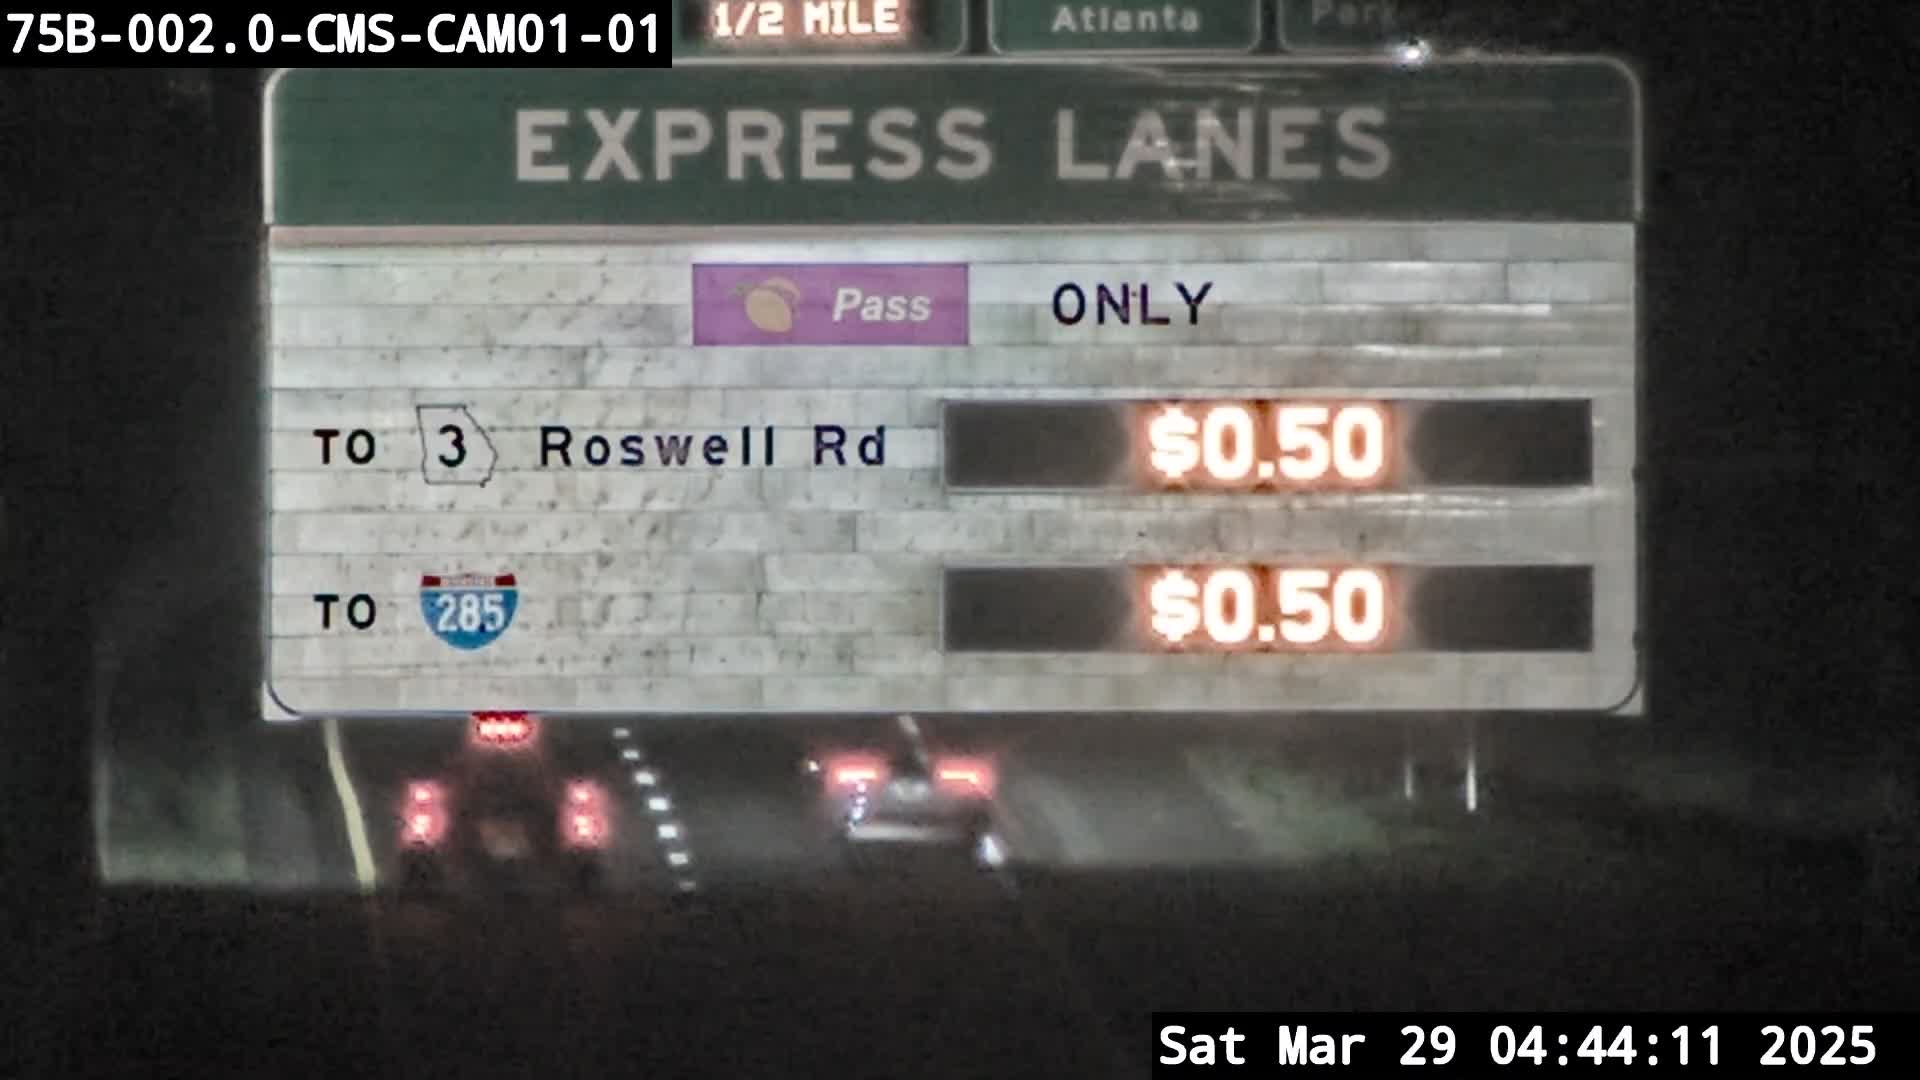 75B-002.0-CMS-CAM01-01
1/2 MILE
Atlanta
EXPRESS LANES
Pass ONLY
TO 3 Roswell Rd $0.50
TO 285 $0.50
Sat Mar 29 04:44:11 2025